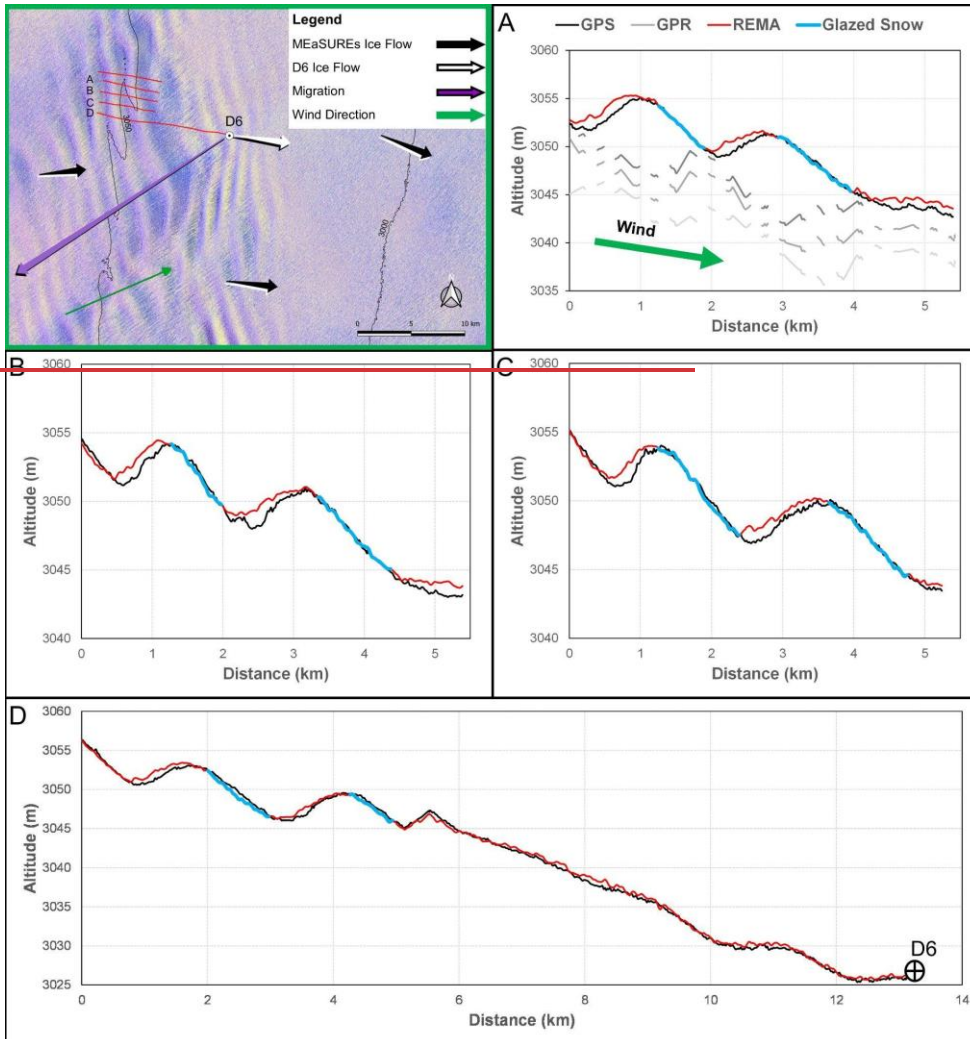 Legend
MEaSUREs Ice Flow
D6 Ice Flow
Migration
Wind Direction
A
B
C
D
3050
D6
3000
N
0 5 10 km
A
GPS GPR REMA Glazed Snow
3060
3055
3050
3045
3040
3035
Altitude (m)
Wind
0 1 2 3 4 5
Distance (km)
B
3060
3055
3050
3045
3040
Altitude (m)
0 1 2 3 4 5
Distance (km)
C
3060
3055
3050
3045
3040
Altitude (m)
0 1 2 3 4 5
Distance (km)
D
3060
3055
3050
3045
3040
3035
3030
3025
Altitude (m)
D6
0 2 4 6 8 10 12 14
Distance (km)